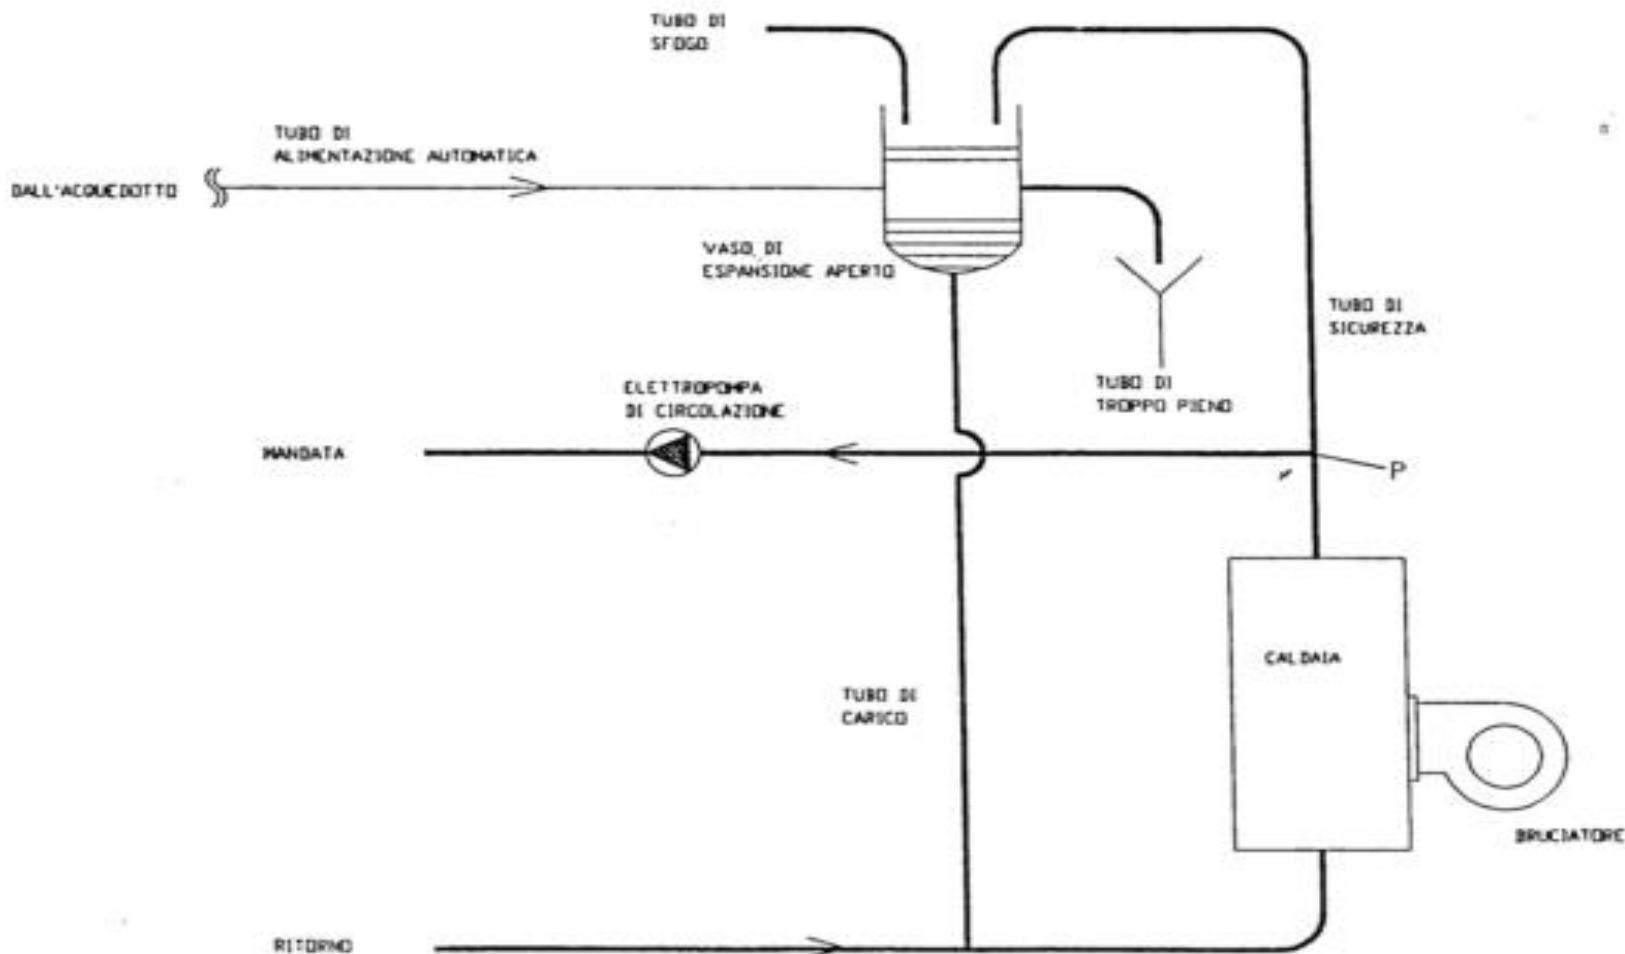 TUBO DI
SFOGO
TUBO DI
ALIMENTAZIONE AUTOMATICA
DALL'ACQUEDOTTO
VASO DI
ESPANSIONE APERTO
TUBO DI
SICUREZZA
ELETTROPOMPA
DI CIRCOLAZIONE
TUBO DI
TROPPO PIENO
MANDATA
P
CALDAIA
TUBO DI
CARICO
BRUCIATORE
RITORNO